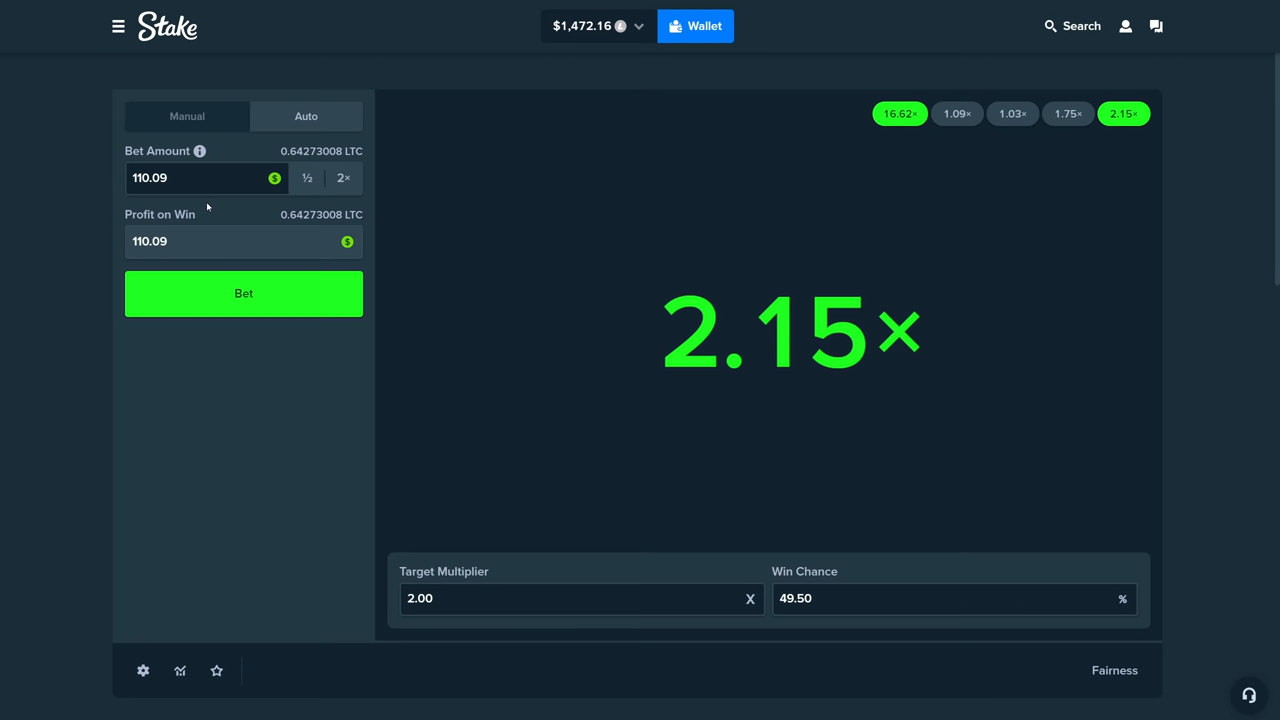 Stake
$1,472.16
Wallet
Search
Manual
Auto
16.62×
1.09×
1.03×
1.75×
2.15×
Bet Amount
0.64273008 LTC
110.09
½
2×
Profit on Win
0.64273008 LTC
110.09
Bet
2.15×
Target Multiplier
Win Chance
2.00
X
49.50
%
Fairness